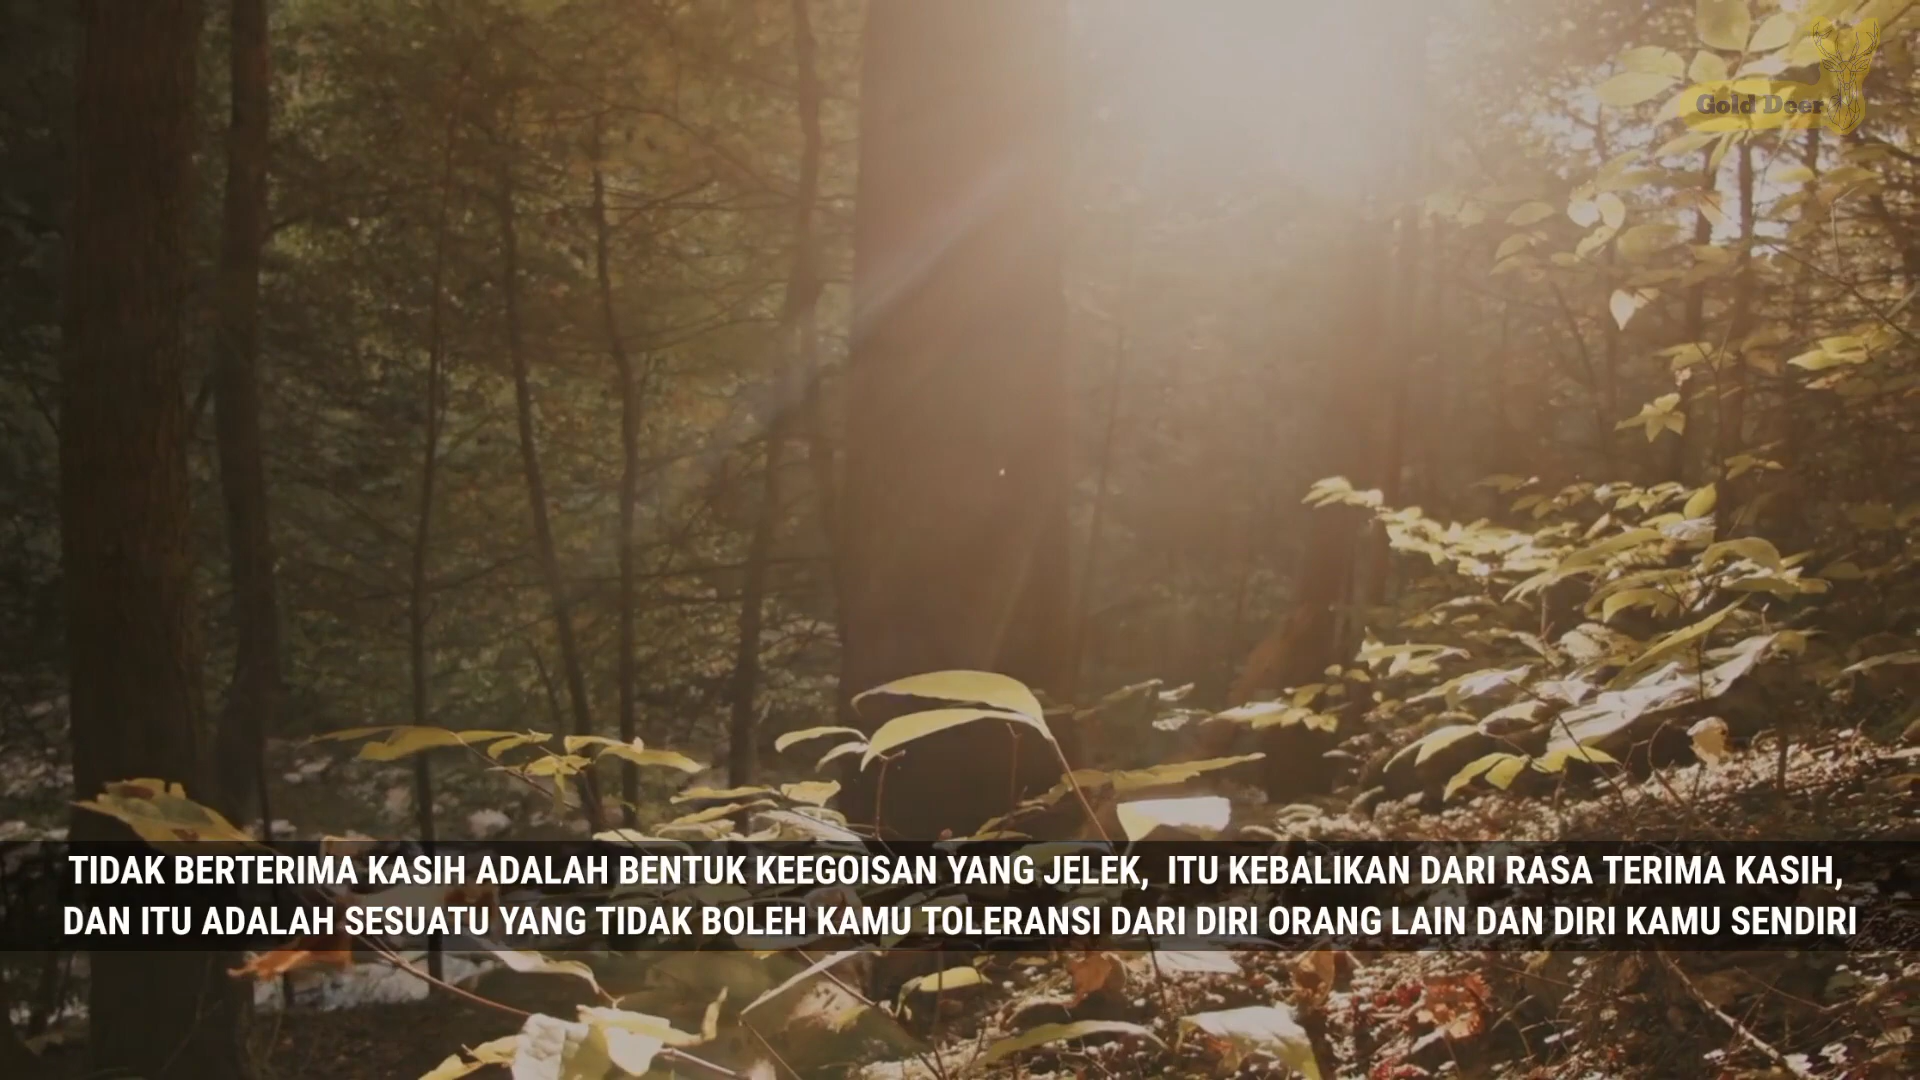 Gold Deer
TIDAK BERTERIMA KASIH ADALAH BENTUK KEEGOISAN YANG JELEK, ITU KEBALIKAN DARI RASA TERIMA KASIH,
DAN ITU ADALAH SESUATU YANG TIDAK BOLEH KAMU TOLERANSI DARI DIRI ORANG LAIN DAN DIRI KAMU SENDIRI